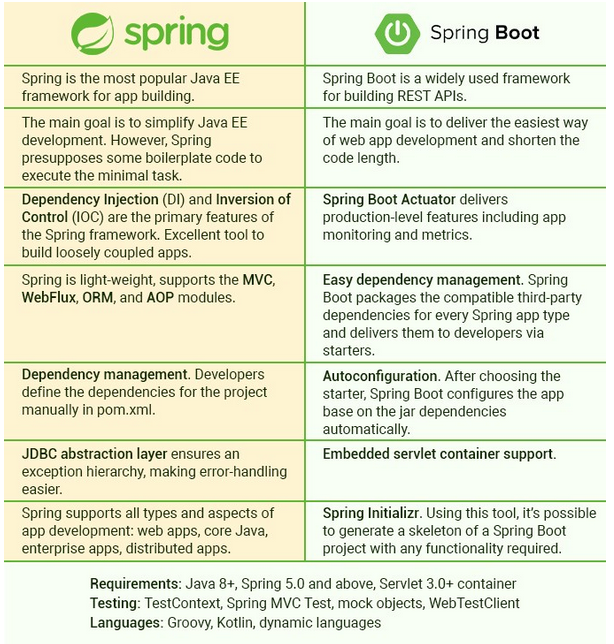 spring
Spring Boot
Spring is the most popular Java EE
framework for app building.
Spring Boot is a widely used framework
for building REST APIs.
The main goal is to simplify Java EE
development. However, Spring
presupposes some boilerplate code to
execute the minimal task.
The main goal is to deliver the easiest way
of web app development and shorten the
code length.
Dependency Injection (DI) and Inversion of
Control (IOC) are the primary features of
the Spring framework. Excellent tool to
build loosely coupled apps.
Spring Boot Actuator delivers
production-level features including app
monitoring and metrics.
Spring is light-weight, supports the MVC,
WebFlux, ORM, and AOP modules.
Easy dependency management. Spring
Boot packages the compatible third-party
dependencies for every Spring app type
and delivers them to developers via
starters.
Dependency management. Developers
define the dependencies for the project
manually in pom.xml.
Autoconfiguration. After choosing the
starter, Spring Boot configures the app
base on the jar dependencies
automatically.
JDBC abstraction layer ensures an
exception hierarchy, making error-handling
easier.
Embedded servlet container support.
Spring supports all types and aspects of
app development: web apps, core Java,
enterprise apps, distributed apps.
Spring Initializr. Using this tool, it's possible
to generate a skeleton of a Spring Boot
project with any functionality required.
Requirements: Java 8+, Spring 5.0 and above, Servlet 3.0+ container
Testing: TestContext, Spring MVC Test, mock objects, WebTestClient
Languages: Groovy, Kotlin, dynamic languages